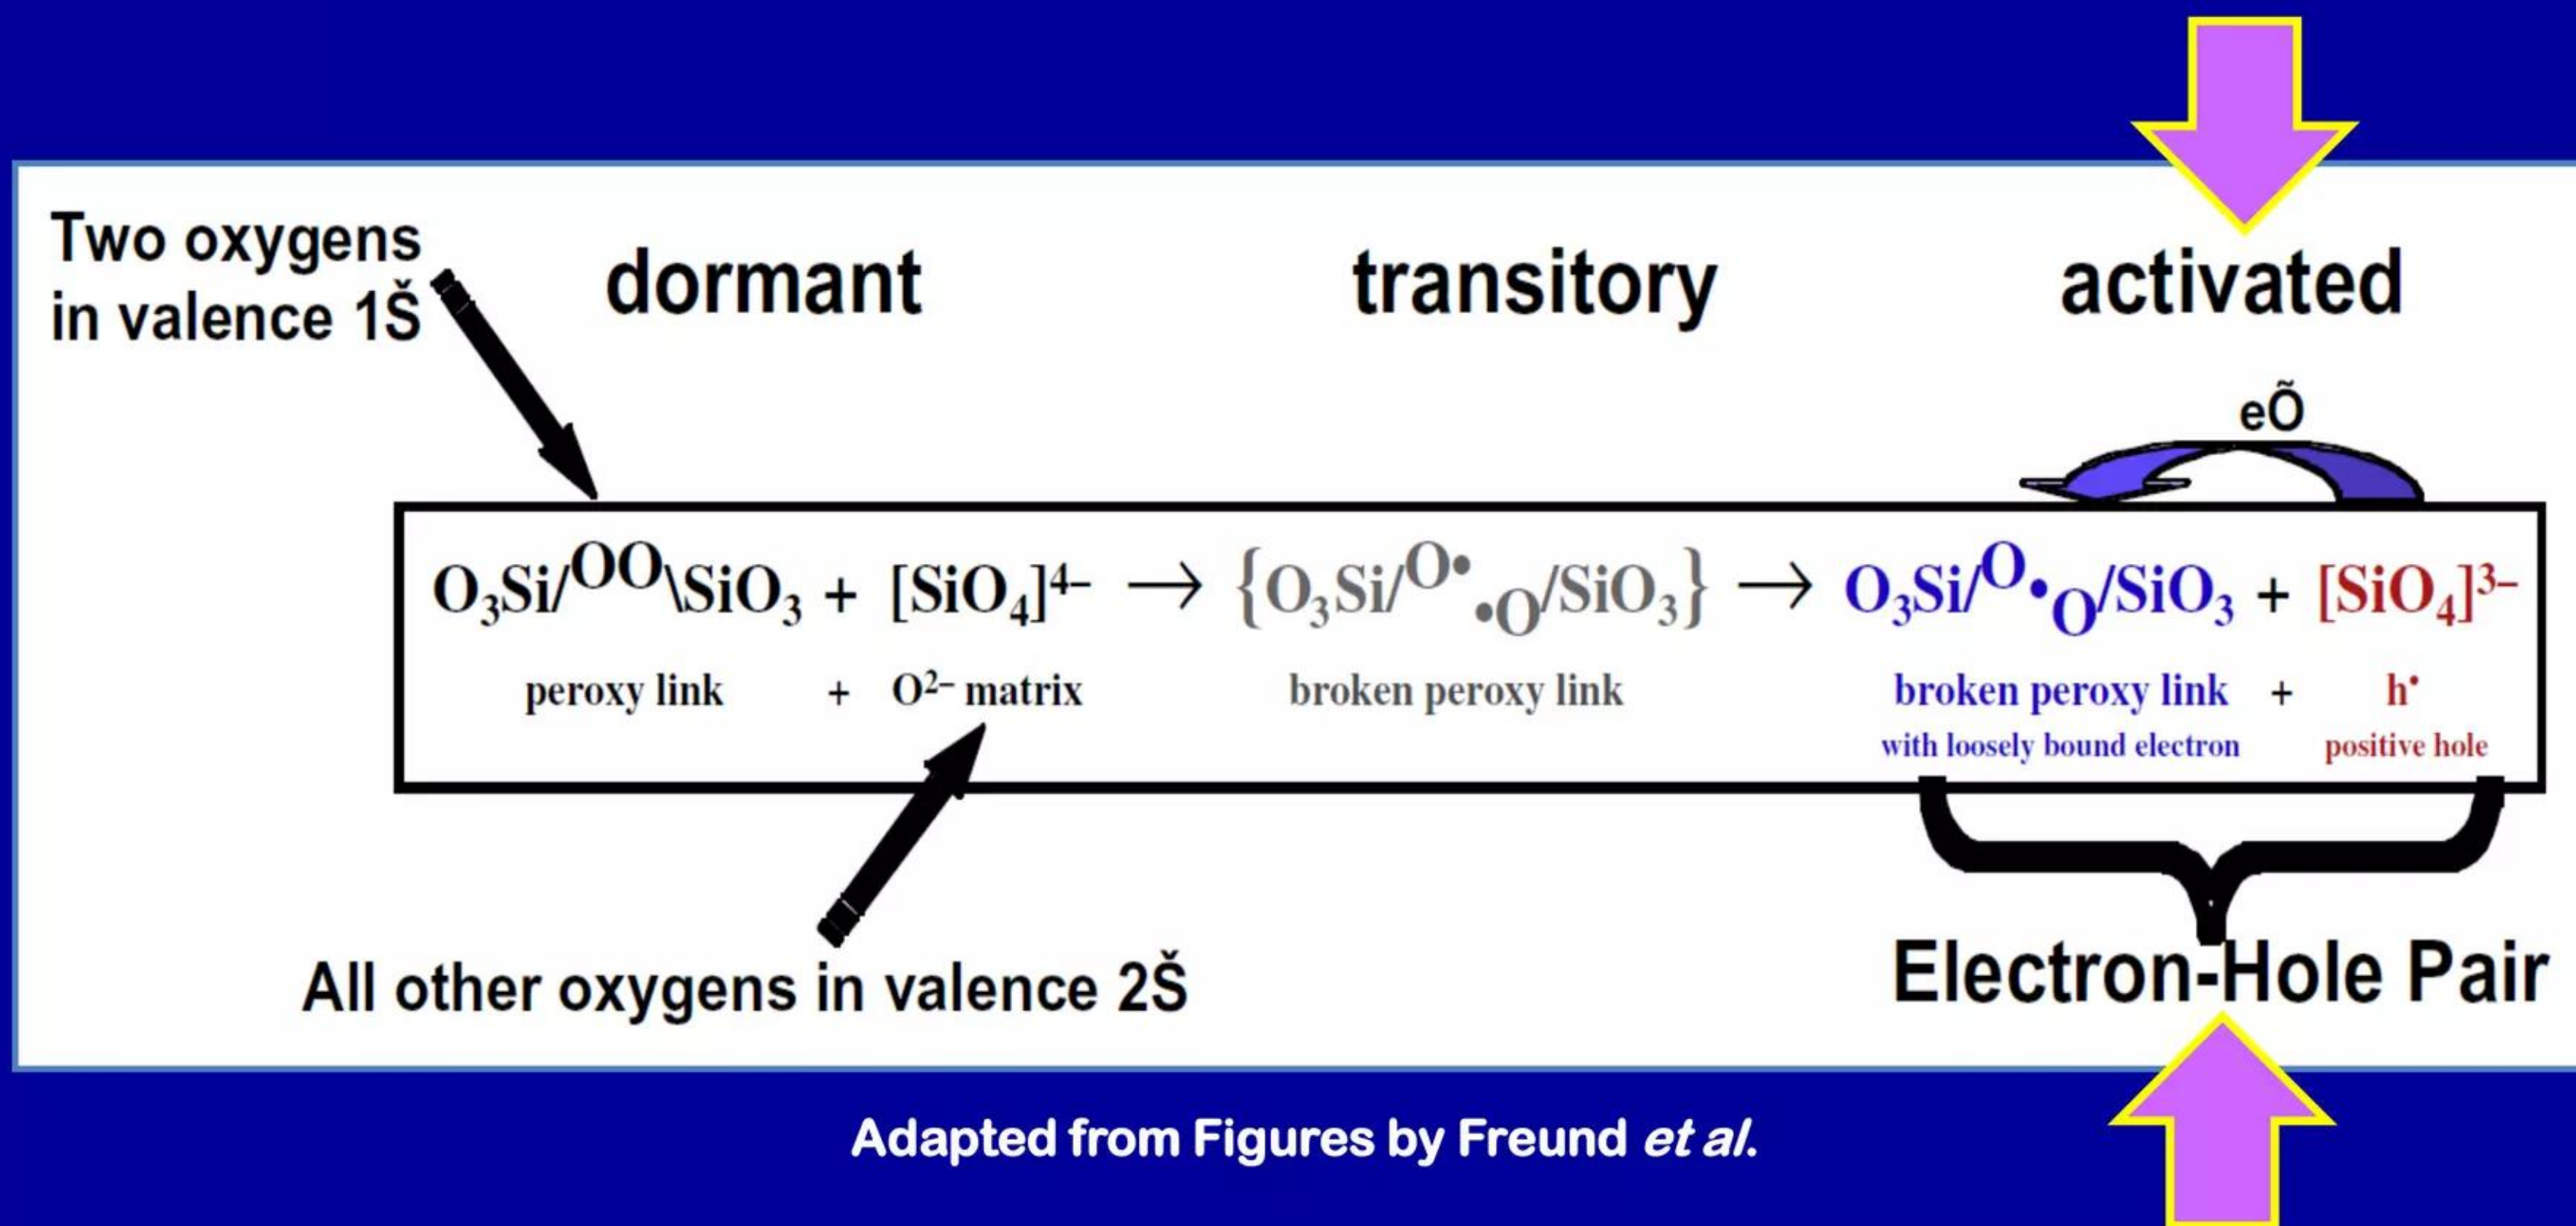 Two oxygens
in valence 1Š
dormant
transitory
activated
eÕ
O₃Si/ᴼᴼ\SiO₃ + [SiO₄]⁴⁻ → {O₃Si/ᴼ• •O/SiO₃} → O₃Si/ᴼ•O/SiO₃ + [SiO₄]³⁻
peroxy link + O²⁻ matrix broken peroxy link broken peroxy link + h•
with loosely bound electron positive hole
All other oxygens in valence 2Š
Electron-Hole Pair
Adapted from Figures by Freund et al.